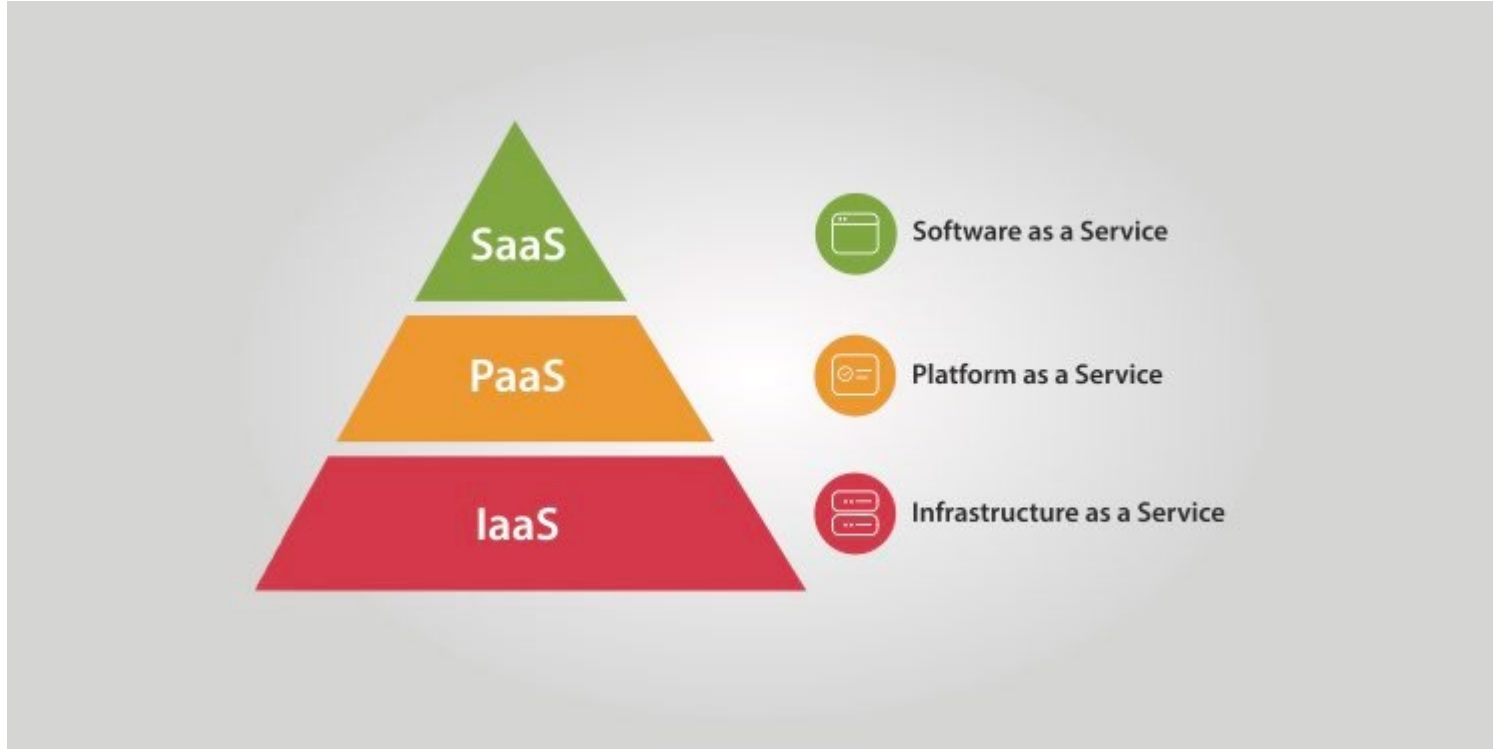 SaaS
Software as a Service
PaaS
Platform as a Service
IaaS
Infrastructure as a Service